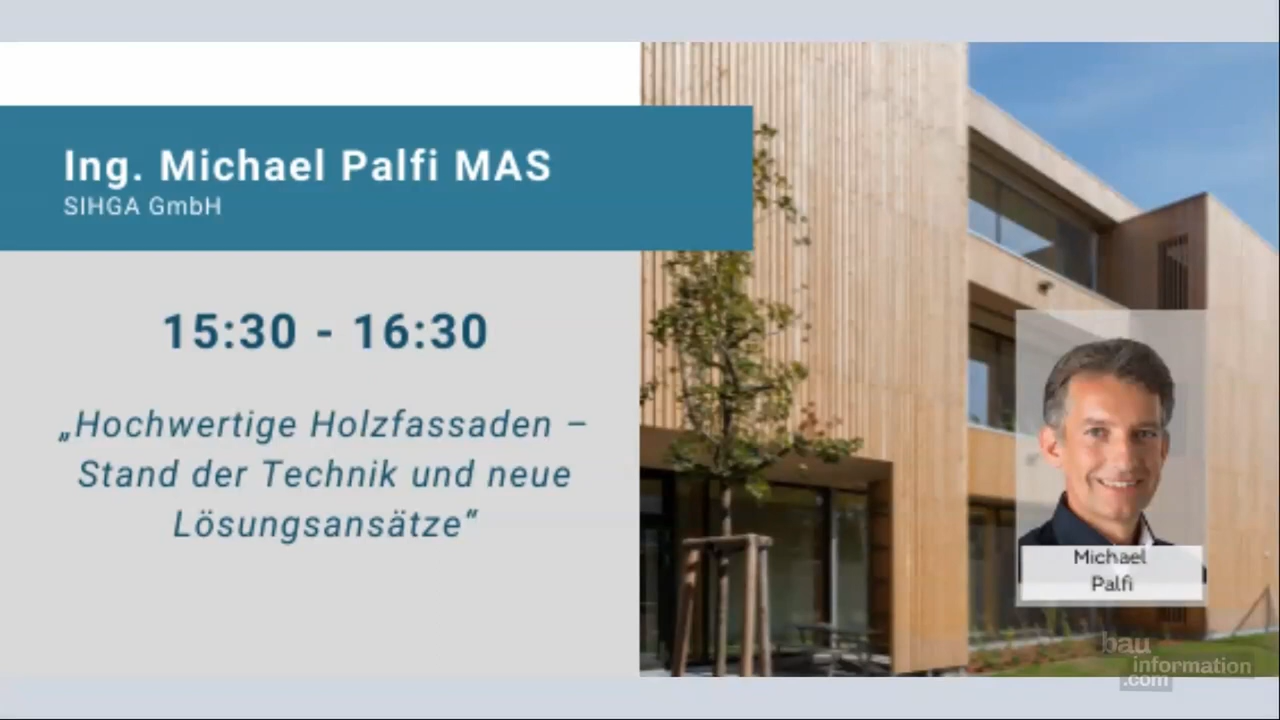 Ing. Michael Palfi MAS
SIHGA GmbH
15:30 - 16:30
„Hochwertige Holzfassaden –
Stand der Technik und neue
Lösungsansätze“
Michael
Palfi
bau
information
.com